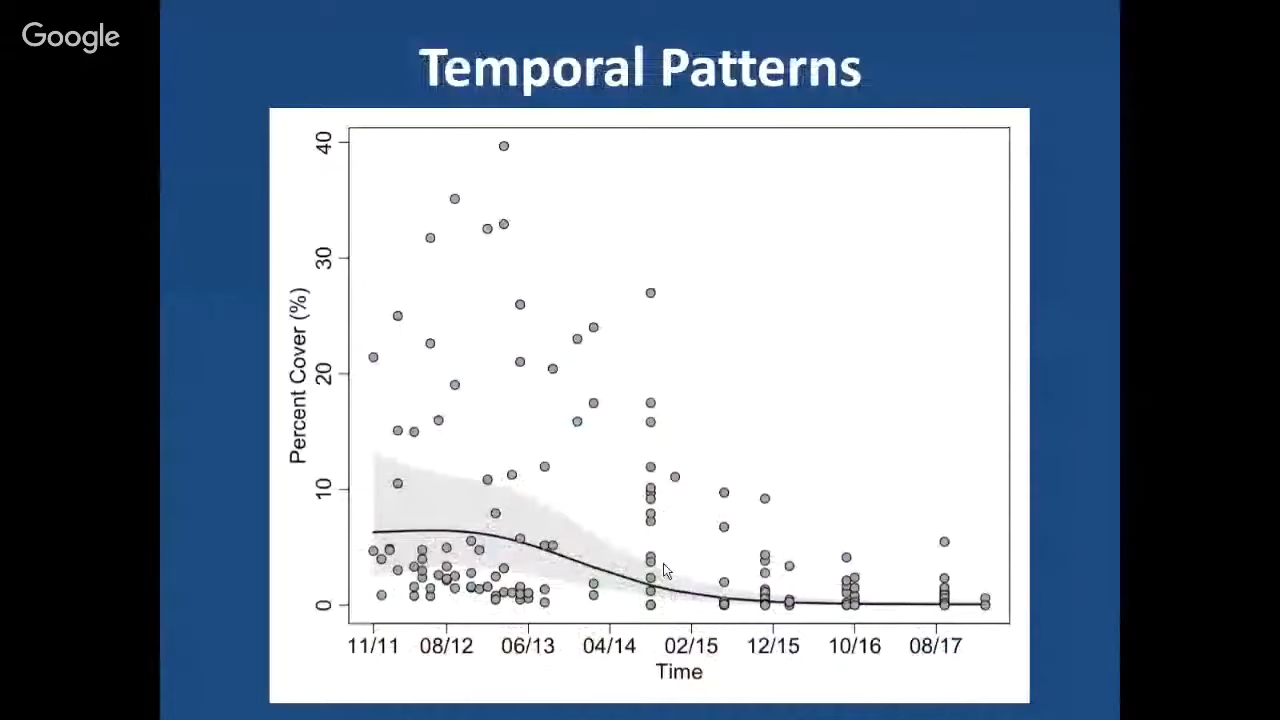 Google
Temporal Patterns
40
30
20
10
0
Percent Cover (%)
11/11 08/12 06/13 04/14 02/15 12/15 10/16 08/17
Time